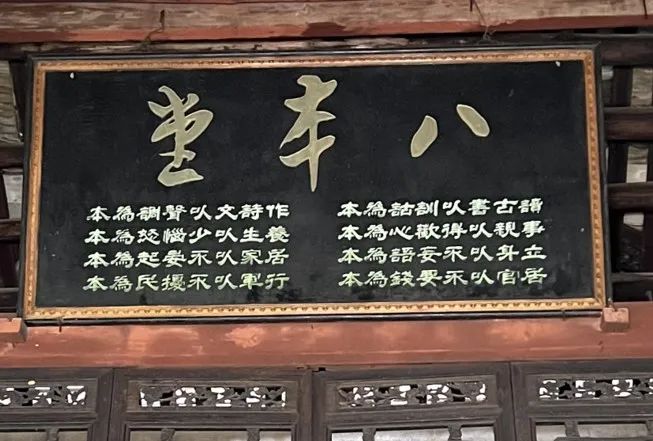 八本堂
讀古書以訓詁為本
作詩文以聲調為本
事親以得歡心為本
養生以少惱怒為本
立身以不妄語為本
居家以不晏起為本
居官以不要錢為本
行軍以不擾民為本